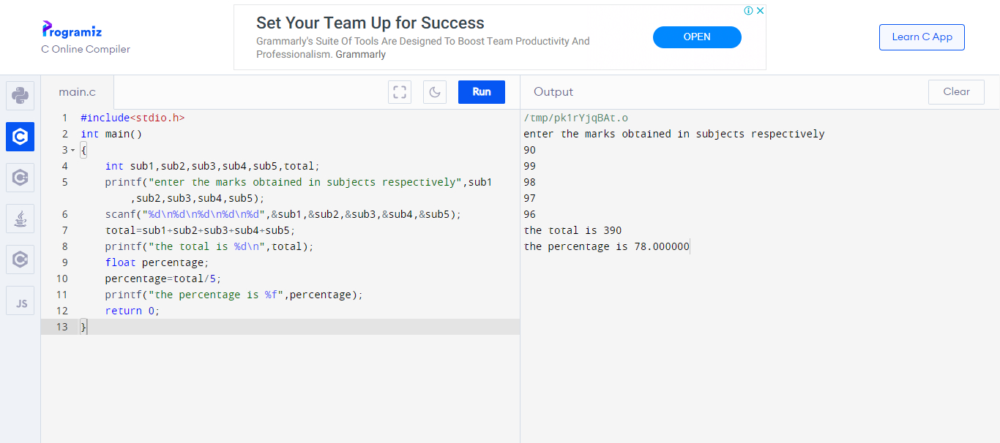 Programiz
C Online Compiler
Set Your Team Up for Success
Grammarly's Suite Of Tools Are Designed To Boost Team Productivity And
Professionalism. Grammarly
OPEN
Learn C App
main.c
Run
Output
Clear
JS
1 #include<stdio.h>
2 int main()
3 {
4 int sub1,sub2,sub3,sub4,sub5,total;
5 printf("enter the marks obtained in subjects respectively",sub1
,sub2,sub3,sub4,sub5);
6 scanf("%d\n%d\n%d\n%d\n%d",&sub1,&sub2,&sub3,&sub4,&sub5);
7 total=sub1+sub2+sub3+sub4+sub5;
8 printf("the total is %d\n",total);
9 float percentage;
10 percentage=total/5;
11 printf("the percentage is %f",percentage);
12 return 0;
13 }
/tmp/pk1rYjqBAt.o
enter the marks obtained in subjects respectively
90
99
98
97
96
the total is 390
the percentage is 78.000000